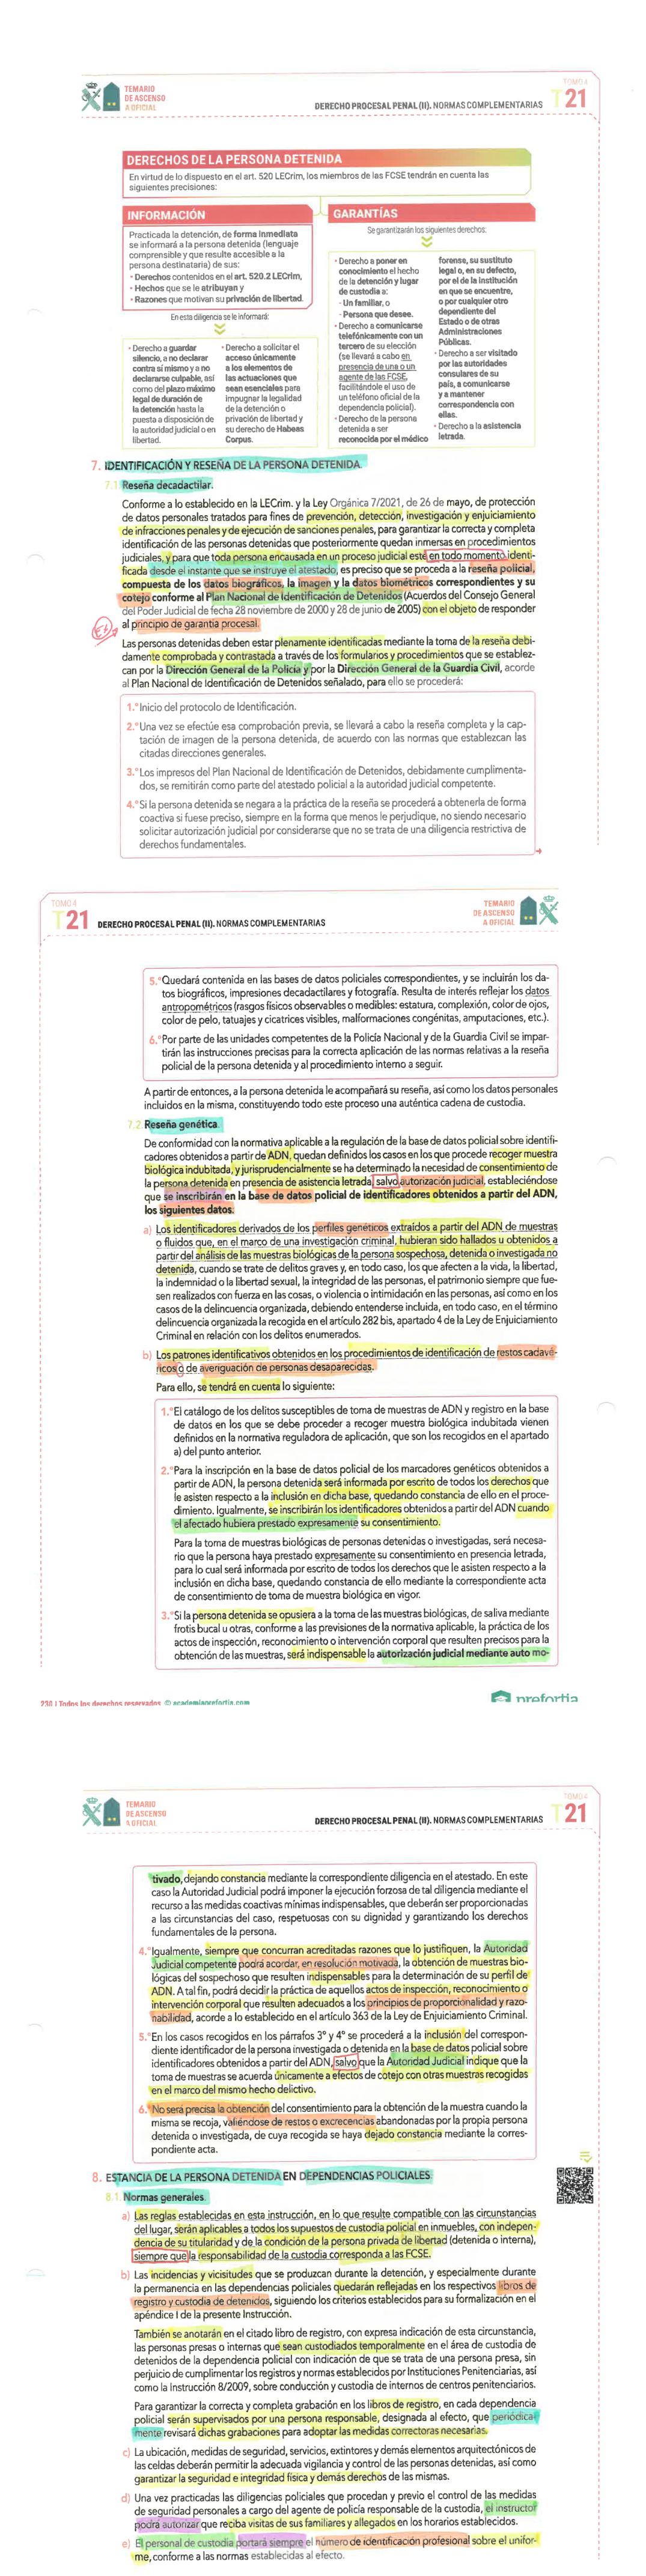 TEMARIO
DE ASCENSO
A OFICIAL
DERECHO PROCESAL PENAL (II). NORMAS COMPLEMENTARIAS
TOMO 4
T21
DERECHOS DE LA PERSONA DETENIDA
En virtud de lo dispuesto en el art. 520 LECrim, los miembros de las FCSE tendrán en cuenta las
siguientes precisiones:
INFORMACIÓN
Practicada la detención, de forma inmediata
se informará a la persona detenida (lenguaje
comprensible y que resulte accesible a la
persona destinataria) de sus:
• Derechos contenidos en el art. 520.2 LECrim,
• Hechos que se le atribuyan y
• Razones que motivan su privación de libertad.
En esta diligencia se le informará:
• Derecho a guardar
silencio, a no declarar
contra sí mismo y a no
declararse culpable, así
como del plazo máximo
legal de duración de
la detención hasta la
puesta a disposición de
la autoridad judicial o en
libertad.
• Derecho a solicitar el
acceso únicamente
a los elementos de
las actuaciones que
sean esenciales para
impugnar la legalidad
de la detención o
privación de libertad y
su derecho de Habeas
Corpus.
GARANTÍAS
Se garantizarán los siguientes derechos:
• Derecho a poner en
conocimiento el hecho
de la detención y lugar
de custodia a:
- Un familiar, o
- Persona que desee.
• Derecho a comunicarse
telefónicamente con un
tercero de su elección
(se llevará a cabo en
presencia de una o un
agente de las FCSE,
facilitándole el uso de
un teléfono oficial de la
dependencia policial).
• Derecho de la persona
detenida a ser
reconocida por el médico
forense, su sustituto
legal o, en su defecto,
por el de la institución
en que se encuentre,
o por cualquier otro
dependiente del
Estado o de otras
Administraciones
Públicas.
• Derecho a ser visitado
por las autoridades
consulares de su
país, a comunicarse
y a mantener
correspondencia con
ellas.
• Derecho a la asistencia
letrada.
7. IDENTIFICACIÓN Y RESEÑA DE LA PERSONA DETENIDA.
7.1. Reseña decadactilar.
Conforme a lo establecido en la LECrim. y la Ley Orgánica 7/2021, de 26 de mayo, de protección
de datos personales tratados para fines de prevención, detección, investigación y enjuiciamiento
de infracciones penales y de ejecución de sanciones penales, para garantizar la correcta y completa
identificación de las personas detenidas que posteriormente quedan inmersas en procedimientos
judiciales, y para que toda persona encausada en un proceso judicial esté en todo momento identi-
ficada desde el instante que se instruye el atestado, es preciso que se proceda a la reseña policial,
compuesta de los datos biográficos, la imagen y la datos biométricos correspondientes y su
cotejo conforme al Plan Nacional de Identificación de Detenidos (Acuerdos del Consejo General
del Poder Judicial de fecha 28 noviembre de 2000 y 28 junio de 2005) con el objeto de responder
al principio de garantía procesal.
Las personas detenidas deben estar plenamente identificadas mediante la toma de la reseña debi-
damente comprobada y contrastada a través de los formularios y procedimientos que se establez-
can por la Dirección General de la Policía y por la Dirección General de la Guardia Civil, acorde
al Plan Nacional de Identificación de Detenidos señalado, para ello se procederá:
1.º Inicio del protocolo de Identificación.
2.º Una vez se efectúe esa comprobación previa, se llevará a cabo la reseña completa y la cap-
tación de imagen de la persona detenida, de acuerdo con las normas que establezcan las
citadas direcciones generales.
3.º Los impresos del Plan Nacional de Identificación de Detenidos, debidamente cumplimenta-
dos, se remitirán como parte del atestado policial a la autoridad judicial competente.
4.º Si la persona detenida se negara a la práctica de la reseña se procederá a obtenerla de forma
coactiva si fuese preciso, siempre en la forma que menos le perjudique, no siendo necesario
solicitar autorización judicial por considerarse que no se trata de una diligencia restrictiva de
derechos fundamentales.
TOMO 4
T21 DERECHO PROCESAL PENAL (II). NORMAS COMPLEMENTARIAS
TEMARIO
DE ASCENSO
A OFICIAL
5.º Quedará contenida en las bases de datos policiales correspondientes, y se incluirán los da-
tos biográficos, impresiones decadactilares y fotografía. Resulta de interés reflejar los datos
antropométricos (rasgos físicos observables o medibles: estatura, complexión, color de ojos,
color de pelo, tatuajes y cicatrices visibles, malformaciones congénitas, amputaciones, etc.).
6.º Por parte de las unidades competentes de la Policía Nacional y de la Guardia Civil se impar-
tirán las instrucciones precisas para la correcta aplicación de las normas relativas a la reseña
policial de la persona detenida y al procedimiento interno a seguir.
A partir de entonces, a la persona detenida le acompañará su reseña, así como los datos personales
incluidos en la misma, constituyendo todo este proceso una auténtica cadena de custodia.
7.2. Reseña genética.
De conformidad con la normativa aplicable a la regulación de la base de datos policial sobre identifi-
cadores obtenidos a partir de ADN, quedan definidos los casos en los que procede recoger muestra
biológica indubitada, y jurisprudencialmente se ha determinado la necesidad de consentimiento de
la persona detenida en presencia de asistencia letrada, salvo autorización judicial, estableciéndose
que se inscribirán en la base de datos policial de identificadores obtenidos a partir del ADN,
los siguientes datos.
a) Los identificadores derivados de los perfiles genéticos extraídos a partir del ADN de muestras
o fluidos que, en el marco de una investigación criminal, hubieran sido hallados u obtenidos a
partir del análisis de las muestras biológicas de la persona sospechosa, detenida o investigada no
detenida, cuando se trate de delitos graves y, en todo caso, los que afecten a la vida, la libertad,
la indemnidad o la libertad sexual, la integridad de las personas, el patrimonio siempre que fue-
sen realizados con fuerza en las cosas, o violencia o intimidación en las personas, así como en los
casos de la delincuencia organizada, debiendo entenderse incluida, en todo caso, en el término
delincuencia organizada la recogida en el artículo 282 bis, apartado 4 de la Ley de Enjuiciamiento
Criminal en relación con los delitos enumerados.
b) Los patrones identificativos obtenidos en los procedimientos de identificación de restos cadavé-
ricos o de averiguación de personas desaparecidas.
Para ello, se tendrá en cuenta lo siguiente:
1.º El catálogo de los delitos susceptibles de toma de muestras de ADN y registro en la base
de datos en los que se debe proceder a recoger muestra biológica indubitada vienen
definidos en la normativa reguladora de aplicación, que son los recogidos en el apartado
a) del punto anterior.
2.º Para la inscripción en la base de datos policial de los marcadores genéticos obtenidos a
partir de ADN, la persona detenida será informada por escrito de todos los derechos que
le asisten respecto a la inclusión en dicha base, quedando constancia de ello en el proce-
dimiento. Igualmente, se inscribirán los identificadores obtenidos a partir del ADN cuando
el afectado hubiera prestado expresamente su consentimiento.
Para la toma de muestras biológicas de personas detenidas o investigadas, será necesa-
rio que la persona haya prestado expresamente su consentimiento en presencia letrada,
para lo cual será informada por escrito de todos los derechos que le asisten respecto a la
inclusión en dicha base, quedando constancia de ello mediante la correspondiente acta
de consentimiento de toma de muestra biológica en vigor.
3.º Si la persona detenida se opusiera a la toma de las muestras biológicas, de saliva mediante
frotis bucal u otras, conforme a las previsiones de la normativa aplicable, la práctica de los
actos de inspección, reconocimiento o intervención corporal que resulten precisos para la
obtención de las muestras, será indispensable la autorización judicial mediante auto mo-
230 | Todos los derechos reservados © academiaprefortia.com
prefortia
TEMARIO
DE ASCENSO
A OFICIAL
DERECHO PROCESAL PENAL (II). NORMAS COMPLEMENTARIAS
TOMO 4
T21
tivado, dejando constancia mediante la correspondiente diligencia en el atestado. En este
caso la Autoridad Judicial podrá imponer la ejecución forzosa de tal diligencia mediante el
recurso a las medidas coactivas mínimas indispensables, que deberán ser proporcionadas
a las circunstancias del caso, respetuosas con su dignidad y garantizando los derechos
fundamentales de la persona.
4.º Igualmente, siempre que concurran acreditadas razones que lo justifiquen, la Autoridad
Judicial competente podrá acordar, en resolución motivada, la obtención de muestras bio-
lógicas del sospechoso que resulten indispensables para la determinación de su perfil de
ADN. A tal fin, podrá decidir la práctica de aquellos actos de inspección, reconocimiento o
intervención corporal que resulten adecuados a los principios de proporcionalidad y razo-
nabilidad, acorde a lo establecido en el artículo 363 de la Ley de Enjuiciamiento Criminal.
5.º En los casos recogidos en los párrafos 3º y 4º se procederá a la inclusión del correspon-
diente identificador de la persona investigada o detenida en la base de datos policial sobre
identificadores obtenidos a partir del ADN, salvo que la Autoridad Judicial indique que la
toma de muestras se acuerda únicamente a efectos de cotejo con otras muestras recogidas
en el marco del mismo hecho delictivo.
6.º No será precisa la obtención del consentimiento para la obtención de la muestra cuando la
misma se recoja, valiéndose de restos o excrecencias abandonadas por la propia persona
detenida o investigada, de cuya recogida se haya dejado constancia mediante la corres-
pondiente acta.
8. ESTANCIA DE LA PERSONA DETENIDA EN DEPENDENCIAS POLICIALES.
8.1. Normas generales.
a) Las reglas establecidas en esta instrucción, en lo que resulte compatible con las circunstancias
del lugar, serán aplicables a todos los supuestos de custodia policial en inmuebles, con indepen-
dencia de su titularidad y de la condición de la persona privada de libertad (detenida o interna),
siempre que la responsabilidad de la custodia corresponda a las FCSE.
b) Las incidencias y vicisitudes que se produzcan durante la detención, y especialmente durante
la permanencia en las dependencias policiales quedarán reflejadas en los respectivos libros de
registro y custodia de detenidos, siguiendo los criterios establecidos para su formalización en el
apéndice I de la presente Instrucción.
También se anotarán en el citado libro de registro, con expresa indicación de esta circunstancia,
las personas presas o internas que sean custodiados temporalmente en el área de custodia de
detenidos de la dependencia policial con indicación de que se trata de una persona presa, sin
perjuicio de cumplimentar los registros y normas establecidos por Instituciones Penitenciarias, así
como la Instrucción 8/2009, sobre conducción y custodia de internos de centros penitenciarios.
Para garantizar la correcta y completa grabación en los libros de registro, en cada dependencia
policial serán supervisados por una persona responsable, designada al efecto, que periódica-
mente revisará dichas grabaciones para adoptar las medidas correctoras necesarias.
c) La ubicación, medidas de seguridad, servicios, extintores y demás elementos arquitectónicos de
las celdas deberán permitir la adecuada vigilancia y control de las personas detenidas, así como
garantizar la seguridad e integridad física y demás derechos de las mismas.
d) Una vez practicadas las diligencias policiales que procedan y previo el control de las medidas
de seguridad personales a cargo del agente de policía responsable de la custodia, el instructor
podrá autorizar que reciba visitas de sus familiares y allegados en los horarios establecidos.
e) El personal de custodia portará siempre el número de identificación profesional sobre el unifor-
me, conforme a las normas establecidas al efecto.